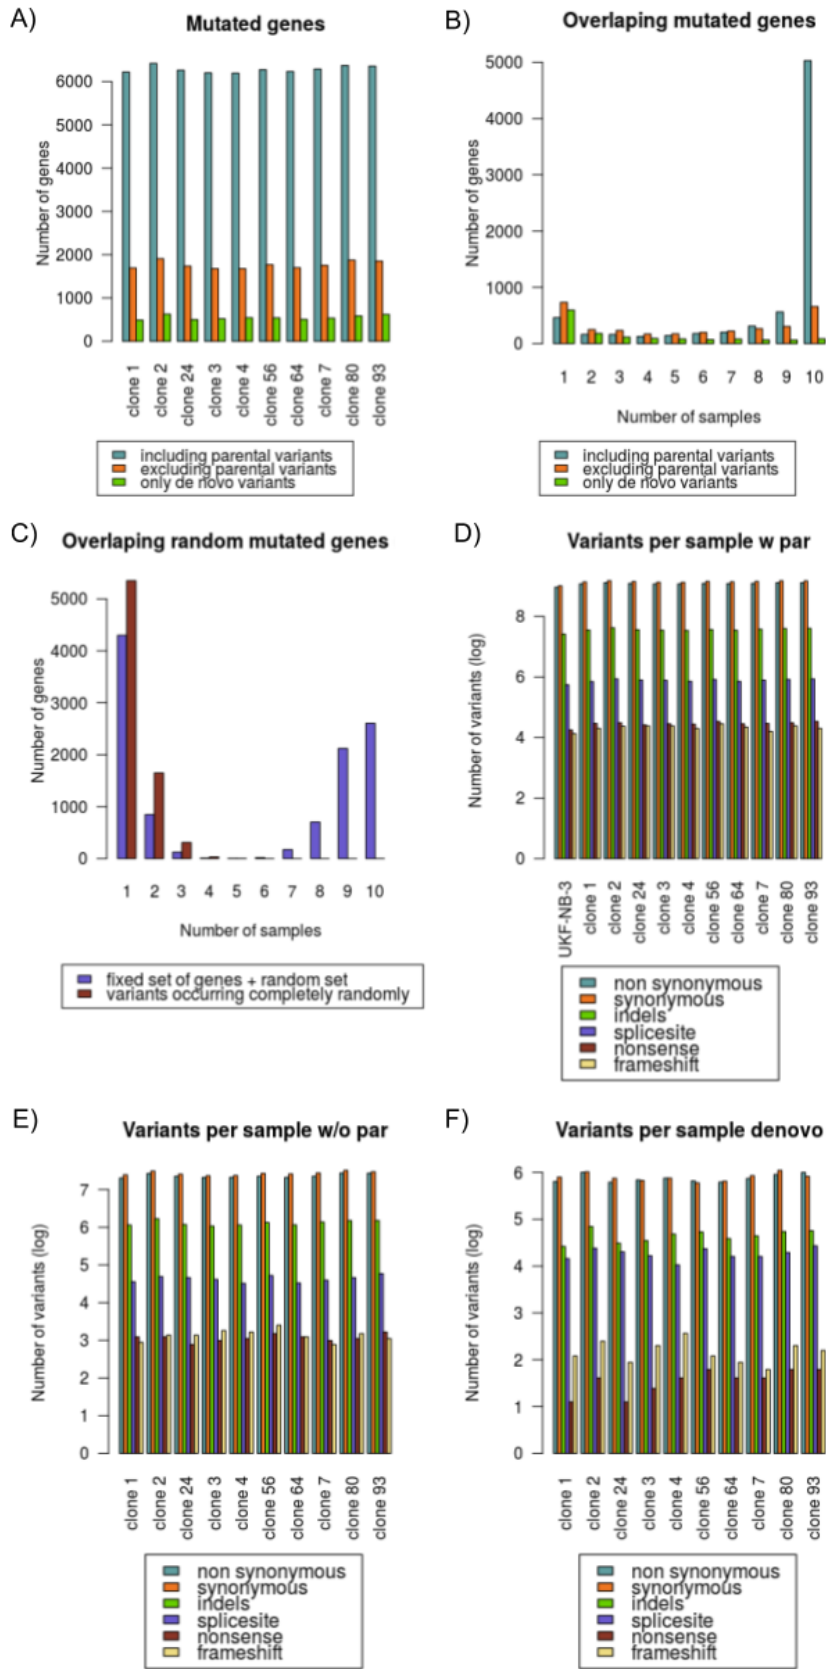 A)
Mutated genes
Number of genes
6000
5000
4000
3000
2000
1000
0
clone 1
clone 2
clone 24
clone 3
clone 4
clone 56
clone 64
clone 7
clone 80
clone 93
including parental variants
excluding parental variants
only de novo variants
B)
Overlaping mutated genes
Number of genes
5000
4000
3000
2000
1000
0
1 2 3 4 5 6 7 8 9 10
Number of samples
including parental variants
excluding parental variants
only de novo variants
C)
Overlaping random mutated genes
Number of genes
5000
4000
3000
2000
1000
0
1 2 3 4 5 6 7 8 9 10
Number of samples
fixed set of genes + random set
variants occurring completely randomly
D)
Variants per sample w par
Number of variants (log)
8
6
4
2
0
UKF-NB-3
clone 1
clone 2
clone 24
clone 3
clone 4
clone 56
clone 64
clone 7
clone 80
clone 93
non synonymous
synonymous
indels
splicesite
nonsense
frameshift
E)
Variants per sample w/o par
Number of variants (log)
7
6
5
4
3
2
1
0
clone 1
clone 2
clone 24
clone 3
clone 4
clone 56
clone 64
clone 7
clone 80
clone 93
non synonymous
synonymous
indels
splicesite
nonsense
frameshift
F)
Variants per sample denovo
Number of variants (log)
6
5
4
3
2
1
0
clone 1
clone 2
clone 24
clone 3
clone 4
clone 56
clone 64
clone 7
clone 80
clone 93
non synonymous
synonymous
indels
splicesite
nonsense
frameshift